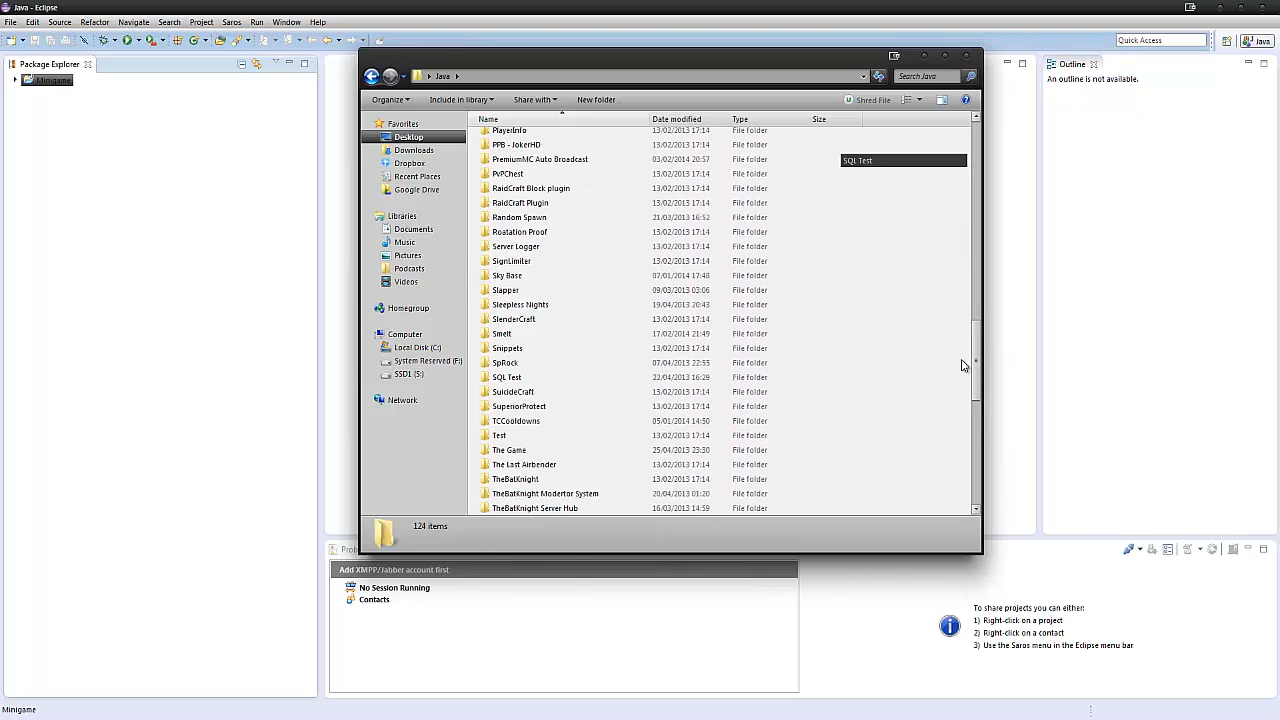 Java - Eclipse
File Edit Source Refactor Navigate Search Project Saros Run Window Help
Quick Access
Java
Package Explorer
Minigame
Java
Search Java
Organize Include in library Share with New folder
Shred File
Favorites
Desktop
Downloads
Dropbox
Recent Places
Google Drive
Libraries
Documents
Music
Pictures
Podcasts
Videos
Homegroup
Computer
Local Disk (C:)
System Reserved (F:)
SSD1 (S:)
Network
Name Date modified Type Size
PlayerInfo 13/02/2013 17:14 File folder
PPB - JokerHD 13/02/2013 17:14 File folder
PremiumMC Auto Broadcast 03/02/2014 20:57 File folder
PvPChest 13/02/2013 17:14 File folder
RaidCraft Block plugin 13/02/2013 17:14 File folder
RaidCraft Plugin 13/02/2013 17:14 File folder
Random Spawn 21/03/2013 16:52 File folder
Roatation Proof 13/02/2013 17:14 File folder
Server Logger 13/02/2013 17:14 File folder
SignLimiter 13/02/2013 17:14 File folder
Sky Base 07/01/2014 17:48 File folder
Slapper 09/03/2013 03:06 File folder
Sleepless Nights 19/04/2013 20:43 File folder
SlenderCraft 13/02/2013 17:14 File folder
Smelt 17/02/2014 21:49 File folder
Snippets 13/02/2013 17:14 File folder
SpRock 07/04/2013 22:55 File folder
SQL Test 22/04/2013 16:29 File folder
SuicideCraft 13/02/2013 17:14 File folder
SuperiorProtect 13/02/2013 17:14 File folder
TCCooldowns 05/01/2014 14:50 File folder
Test 13/02/2013 17:14 File folder
The Game 25/04/2013 23:30 File folder
The Last Airbender 13/02/2013 17:14 File folder
TheBatKnight 13/02/2013 17:14 File folder
TheBatKnight Modertor System 20/04/2013 01:20 File folder
TheBatKnight Server Hub 16/03/2013 14:59 File folder
SQL Test
124 items
Outline
An outline is not available.
Prob
Add XMPP/Jabber account first
No Session Running
Contacts
To share projects you can either:
1) Right-click on a project
2) Right-click on a contact
3) Use the Saros menu in the Eclipse menu bar
Minigame